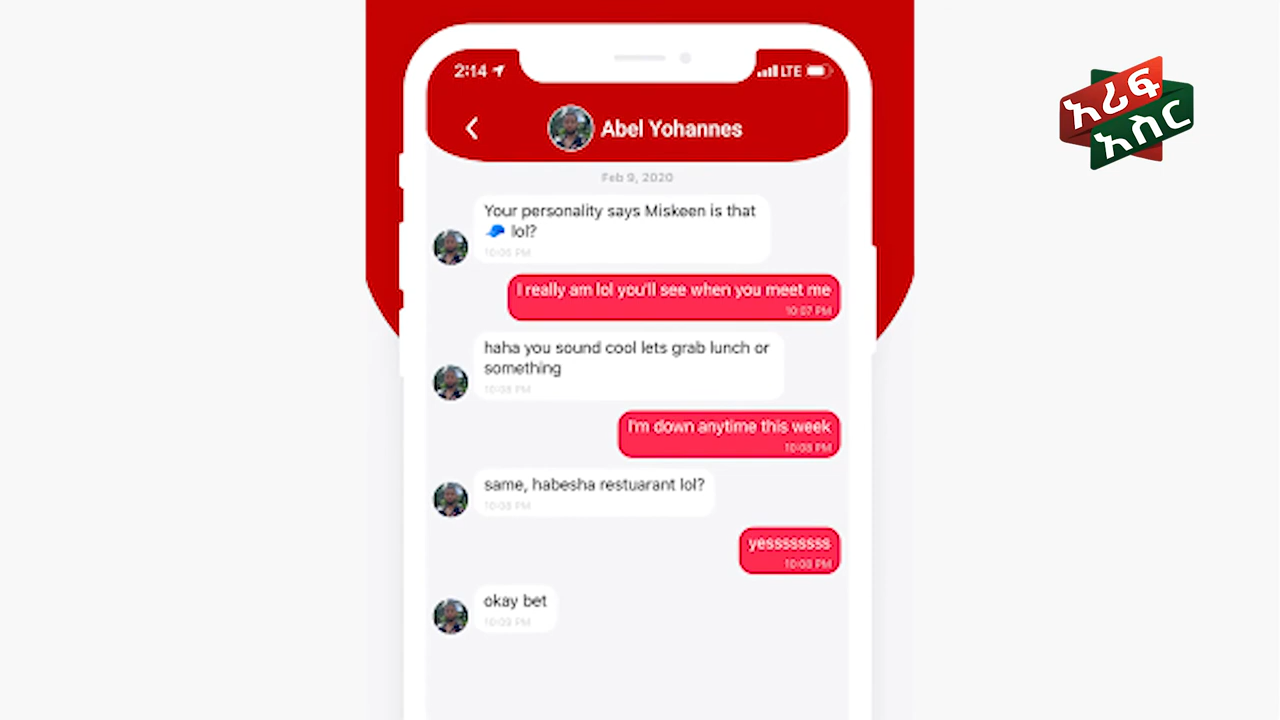 2:14
LTE
Abel Yohannes
Feb 9, 2020
Your personality says Miskeen is that
🧢 lol?
10:05 PM
I really am lol you'll see when you meet me
10:07 PM
haha you sound cool lets grab lunch or
something
10:08 PM
I'm down anytime this week
10:08 PM
same, habesha restuarant lol?
10:08 PM
yesssssssss
10:08 PM
okay bet
10:09 PM
አሪፍ
አስር